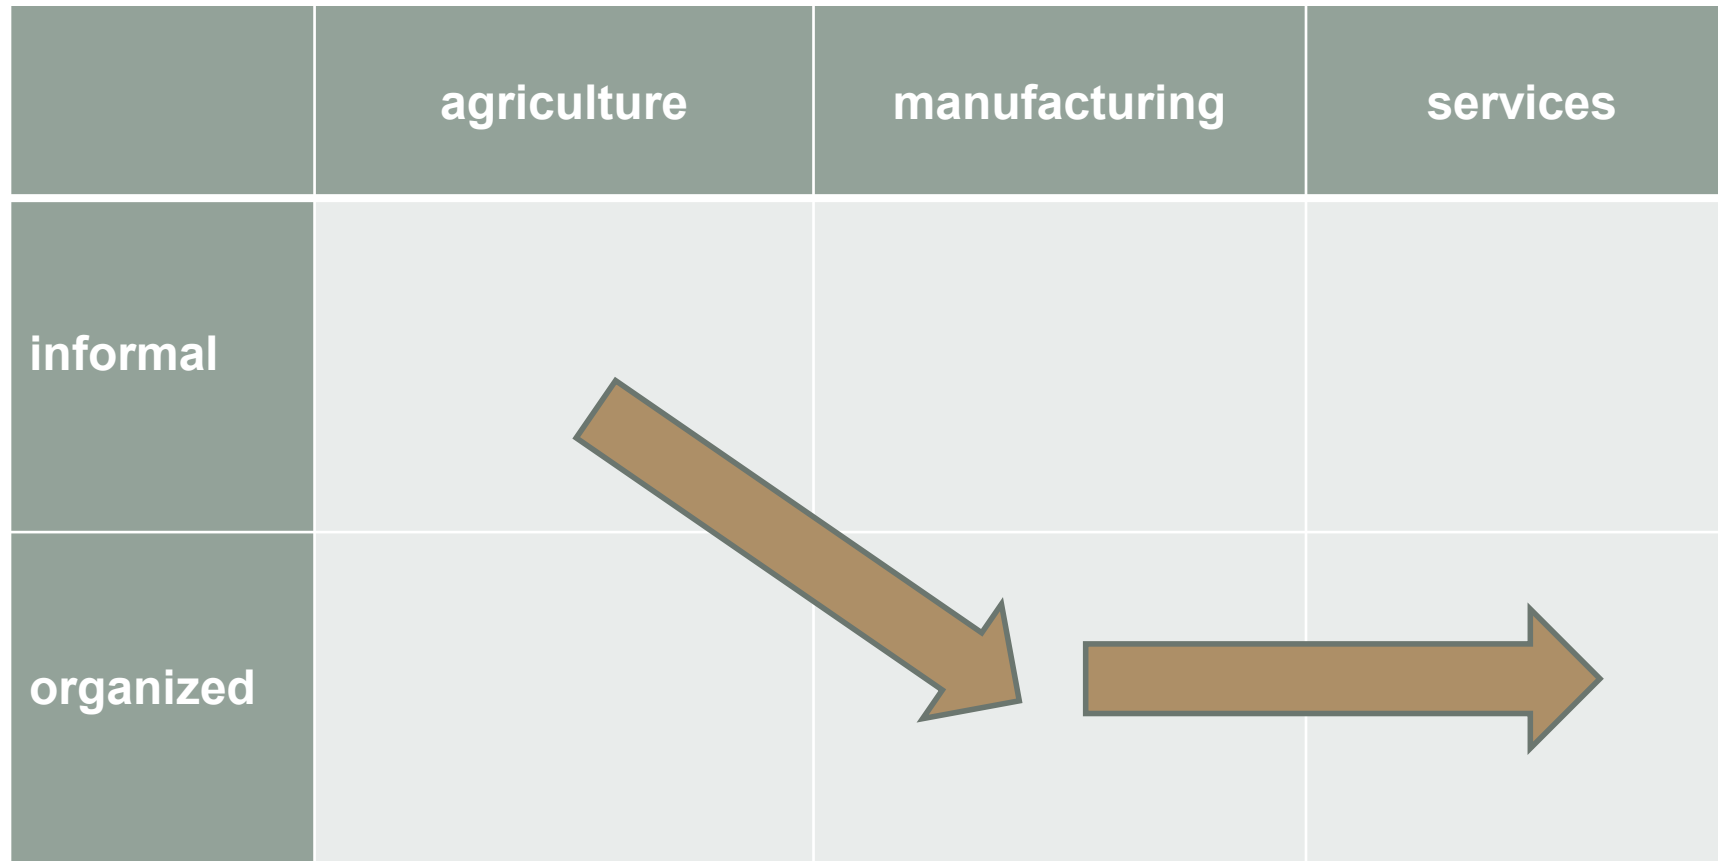 agriculture
manufacturing
services
informal
organized